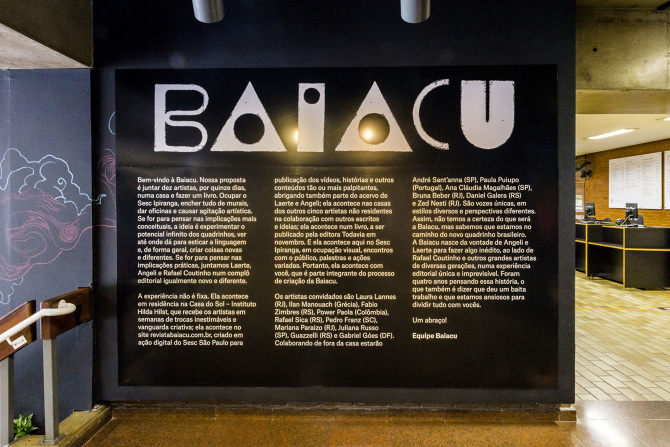 BAIACU
Bem-vindo à Baiacu. Nossa proposta
é juntar dez artistas, por quinze dias,
numa casa e fazer um livro. Ocupar o
Sesc Ipiranga, encher tudo de murais,
dar oficinas e causar agitação artística.
Se for para pensar nas implicações mais
conceituais, a ideia é experimentar o
potencial infinito dos quadrinhos, ver
até onde dá para esticar a linguagem
e, de forma geral, criar coisas novas
e diferentes. Se for para pensar nas
implicações práticas, juntamos Laerte,
Angeli e Rafael Coutinho num complô
editorial igualmente novo e diferente.
A experiência não é fixa. Ela acontece
em residência na Casa do Sol – Instituto
Hilda Hilst, que recebe os artistas em
semanas de trocas inestimáveis e
vanguarda criativa; ela acontece no
site revistabaiacu.com.br, criado em
ação digital do Sesc São Paulo para
publicação dos vídeos, histórias e outros
conteúdos tão ou mais palpitantes,
abrigando também parte do acervo de
Laerte e Angeli; ela acontece nas casas
dos outros cinco artistas não residentes
na colaboração com outros escritos
e ideias; ela acontece num livro, a ser
publicado pela editora Todavia em
novembro. E ela acontece aqui no Sesc
Ipiranga, em ocupação visual, encontros
com o público, palestras e ações
variadas. Portanto, ela acontece com
você, que é parte integrante do processo
de criação da Baiacu.
Os artistas convidados são Laura Lannes
(RJ), Ilan Manouach (Grécia), Fabio
Zimbres (RS), Power Paola (Colômbia),
Rafael Sica (RS), Pedro Franz (SC),
Mariana Paraizo (RJ), Juliana Russo
(SP), Guazzelli (RS) e Gabriel Góes (DF).
Colaborando de fora da casa estarão
André Sant'anna (SP), Paula Puiupo
(Portugal), Ana Cláudia Magalhães (SP),
Bruna Beber (RJ), Daniel Galera (RS)
e Zed Nesti (RJ). São vozes únicas, em
estilos diversos e perspectivas diferentes.
Assim, não temos a certeza do que será
a Baiacu, mas sabemos que estamos no
caminho do novo quadrinho brasileiro.
A Baiacu nasce da vontade de Angeli e
Laerte para fazer algo inédito, ao lado de
Rafael Coutinho e outros grandes artistas
de diversas gerações, numa experiência
editorial única e imprevisível. Foram
quatro anos pensando essa história, o
que também é dizer que deu um baita
trabalho e que estamos ansiosos para
dividir tudo com vocês.
Um abraço!
Equipe Baiacu